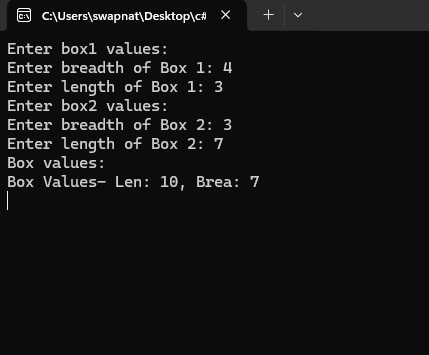 C:\Users\swapnat\Desktop\c#
Enter box1 values:
Enter breadth of Box 1: 4
Enter length of Box 1: 3
Enter box2 values:
Enter breadth of Box 2: 3
Enter length of Box 2: 7
Box values:
Box Values- Len: 10, Brea: 7